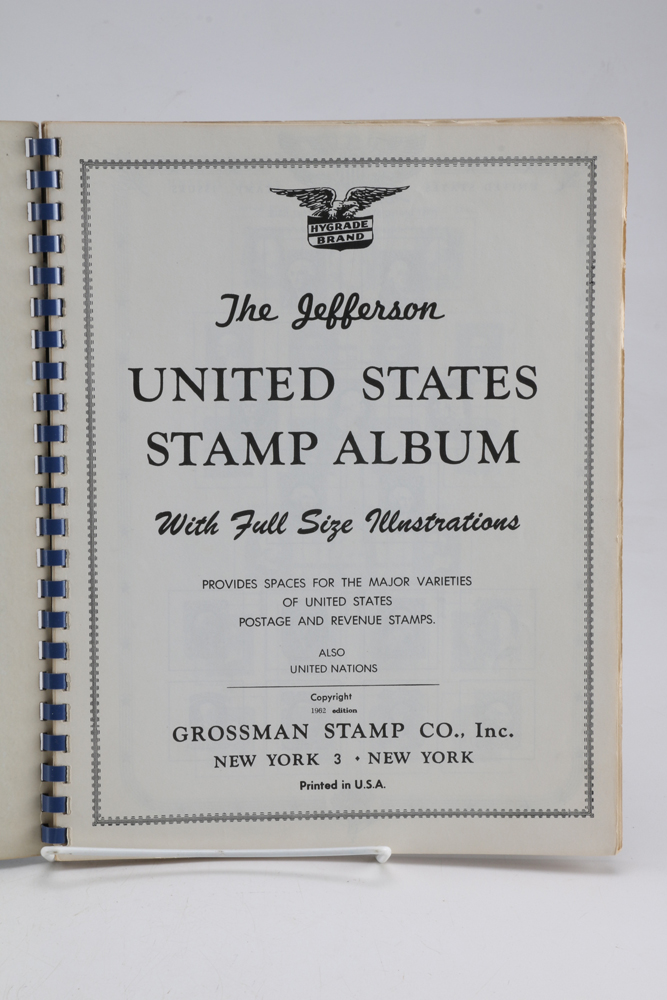 HYGRADE
BRAND
The Jefferson
UNITED STATES
STAMP ALBUM
With Full Size Illnstrations
PROVIDES SPACES FOR THE MAJOR VARIETIES
OF UNITED STATES
POSTAGE AND REVENUE STAMPS.
ALSO
UNITED NATIONS
Copyright
1962 edition
GROSSMAN STAMP CO., Inc.
NEW YORK 3 • NEW YORK
Printed in U.S.A.